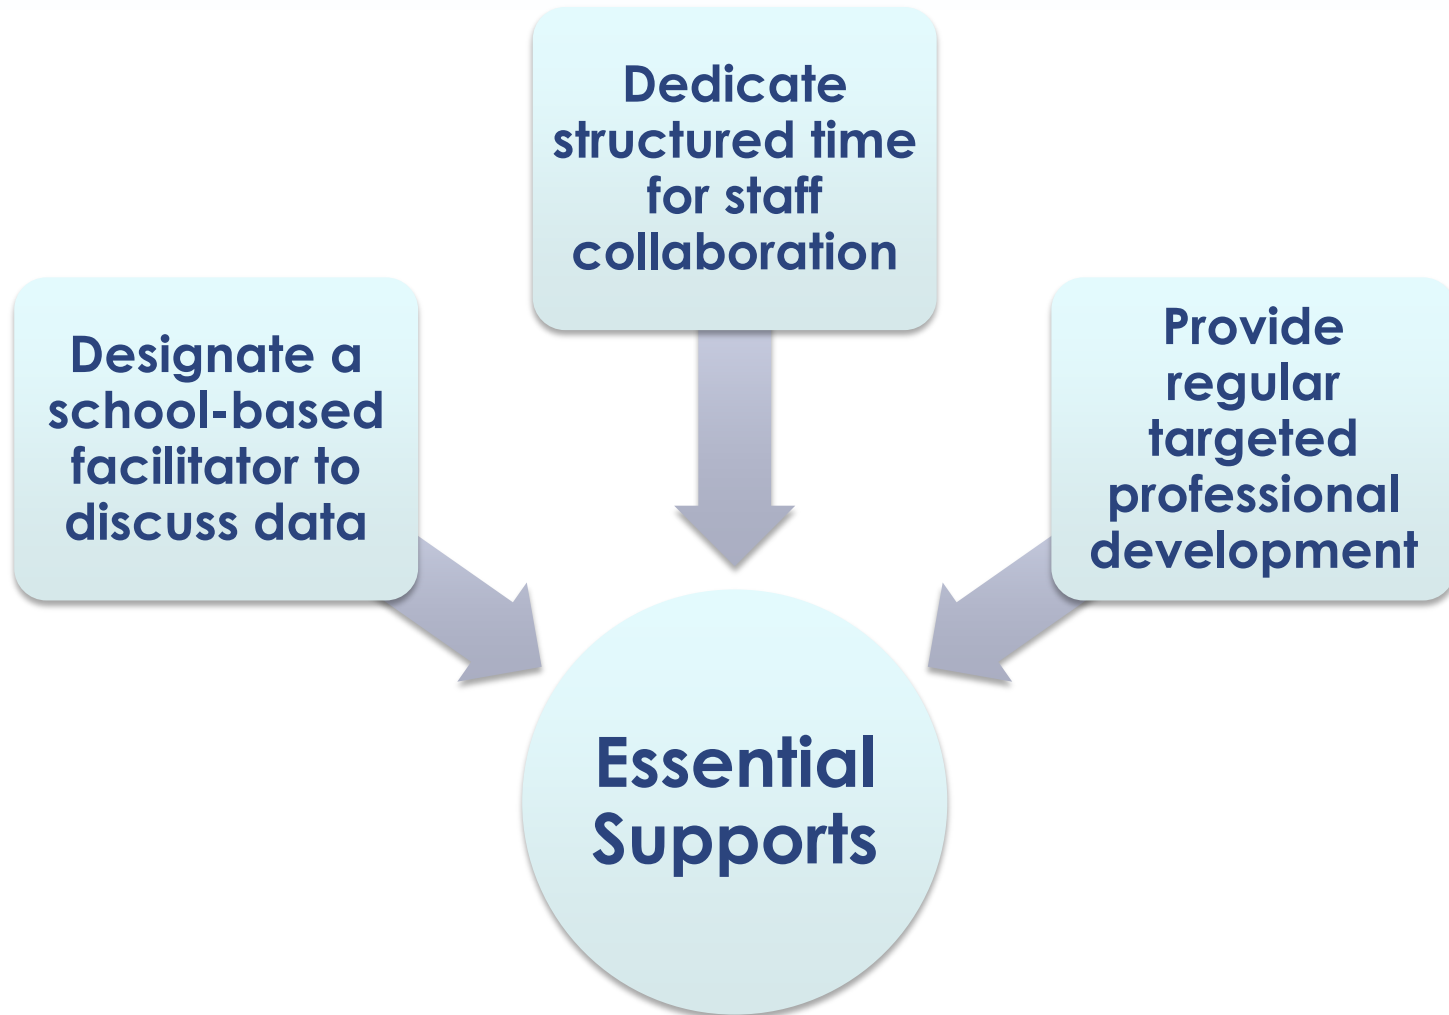 Dedicate
structured time
for staff
collaboration
Designate a
school-based
facilitator to
discuss data
Provide
regular
targeted
professional
development
Essential
Supports